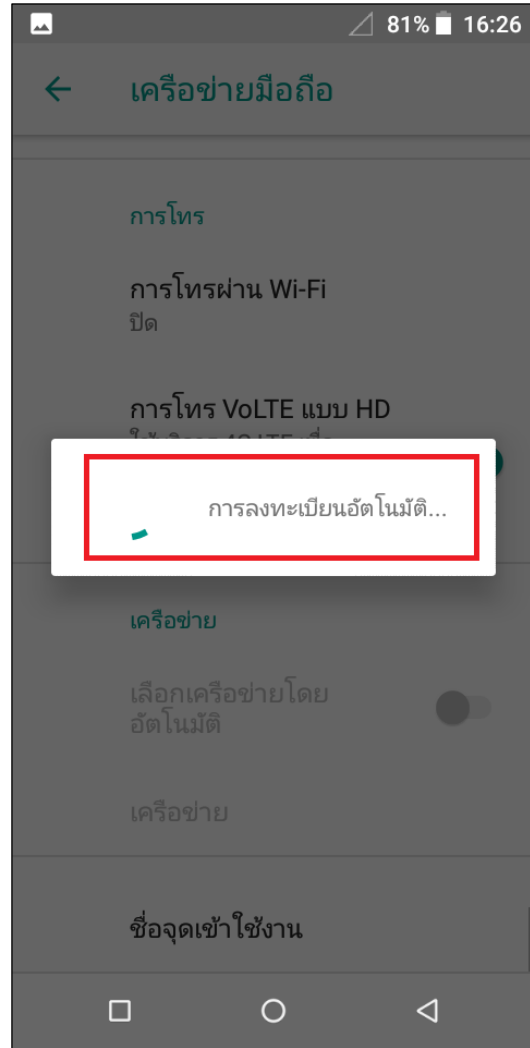 81% 16:26
เครือข่ายมือถือ
การโทร
การโทรผ่าน Wi-Fi
ปิด
การโทร VoLTE แบบ HD
การลงทะเบียนอัตโนมัติ...
เครือข่าย
เลือกเครือข่ายโดย
อัตโนมัติ
เครือข่าย
ชื่อจุดเข้าใช้งาน